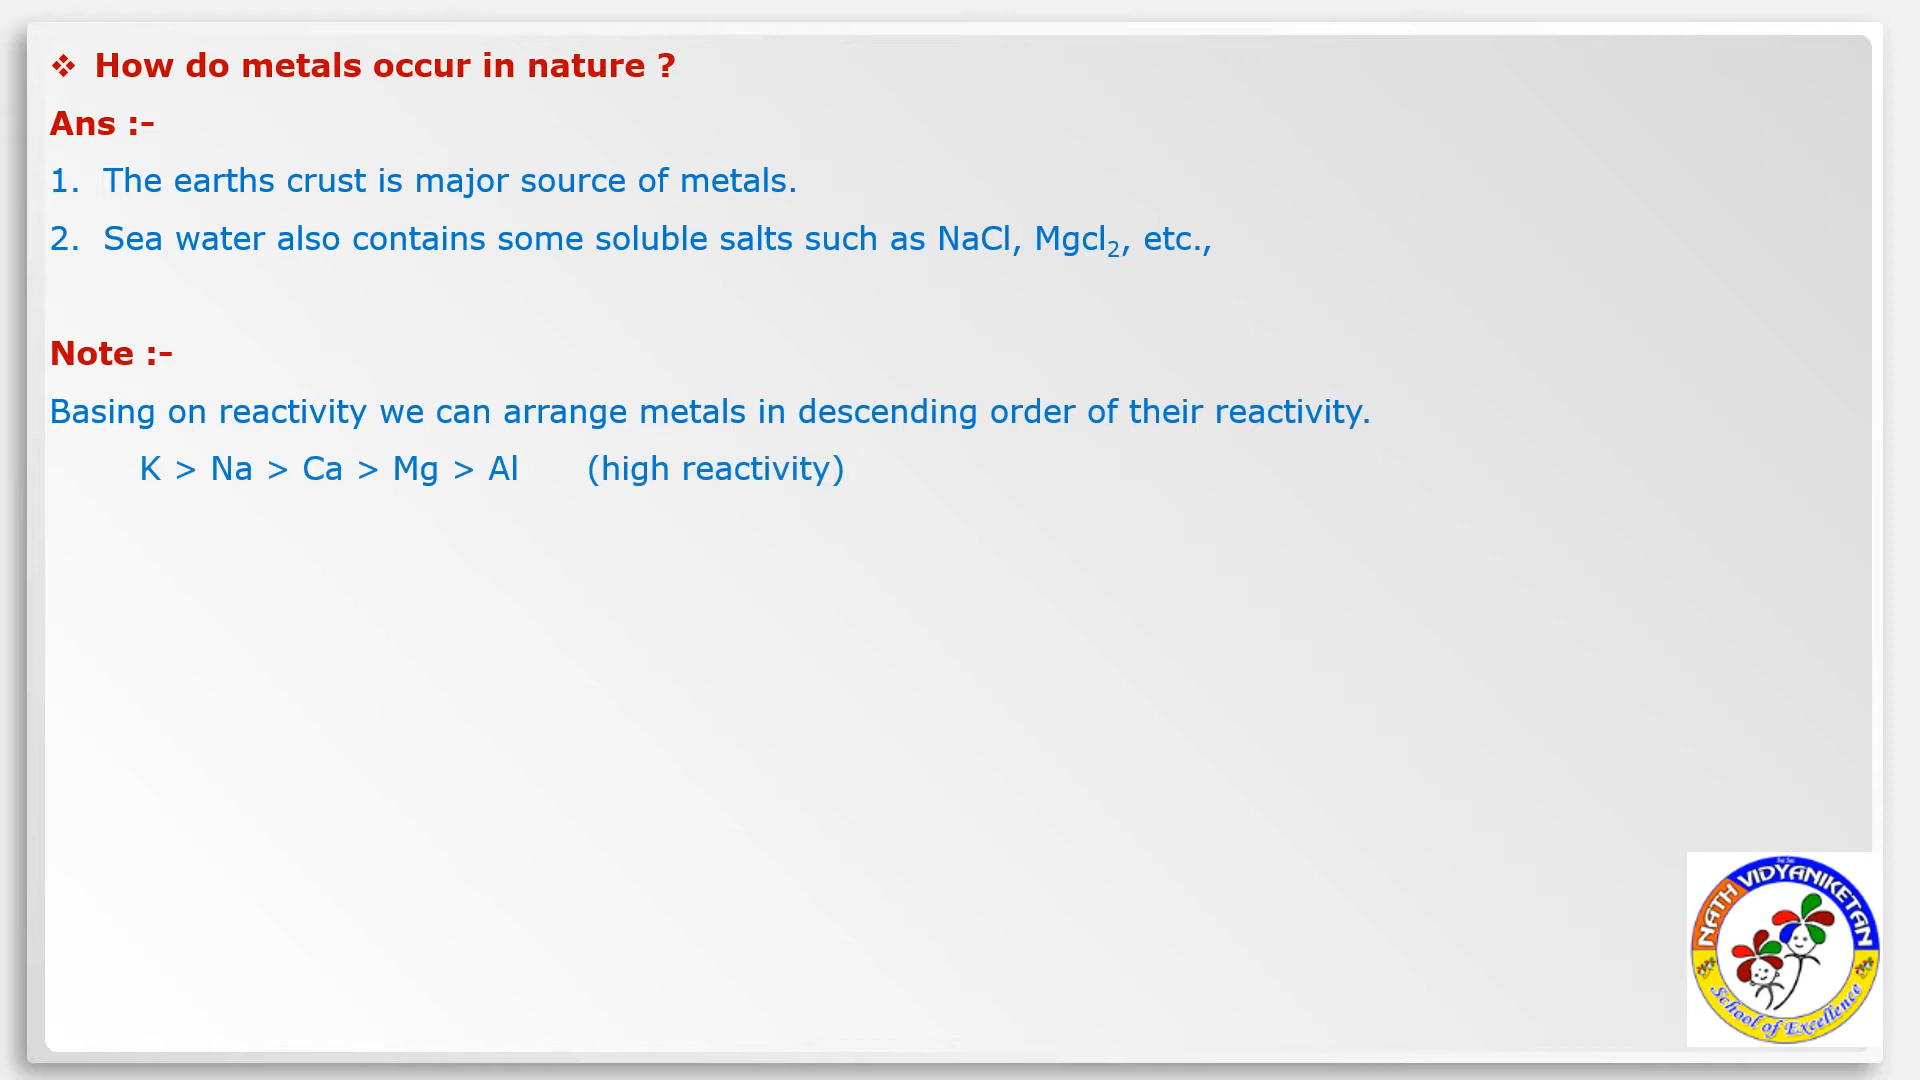 ❖ How do metals occur in nature ?
Ans :–
1. The earths crust is major source of metals.
2. Sea water also contains some soluble salts such as NaCl, Mgcl₂, etc.,
Note :–
Basing on reactivity we can arrange metals in descending order of their reactivity.
K > Na > Ca > Mg > Al (high reactivity)
NATH VIDYANIKETAN
School of Excellence